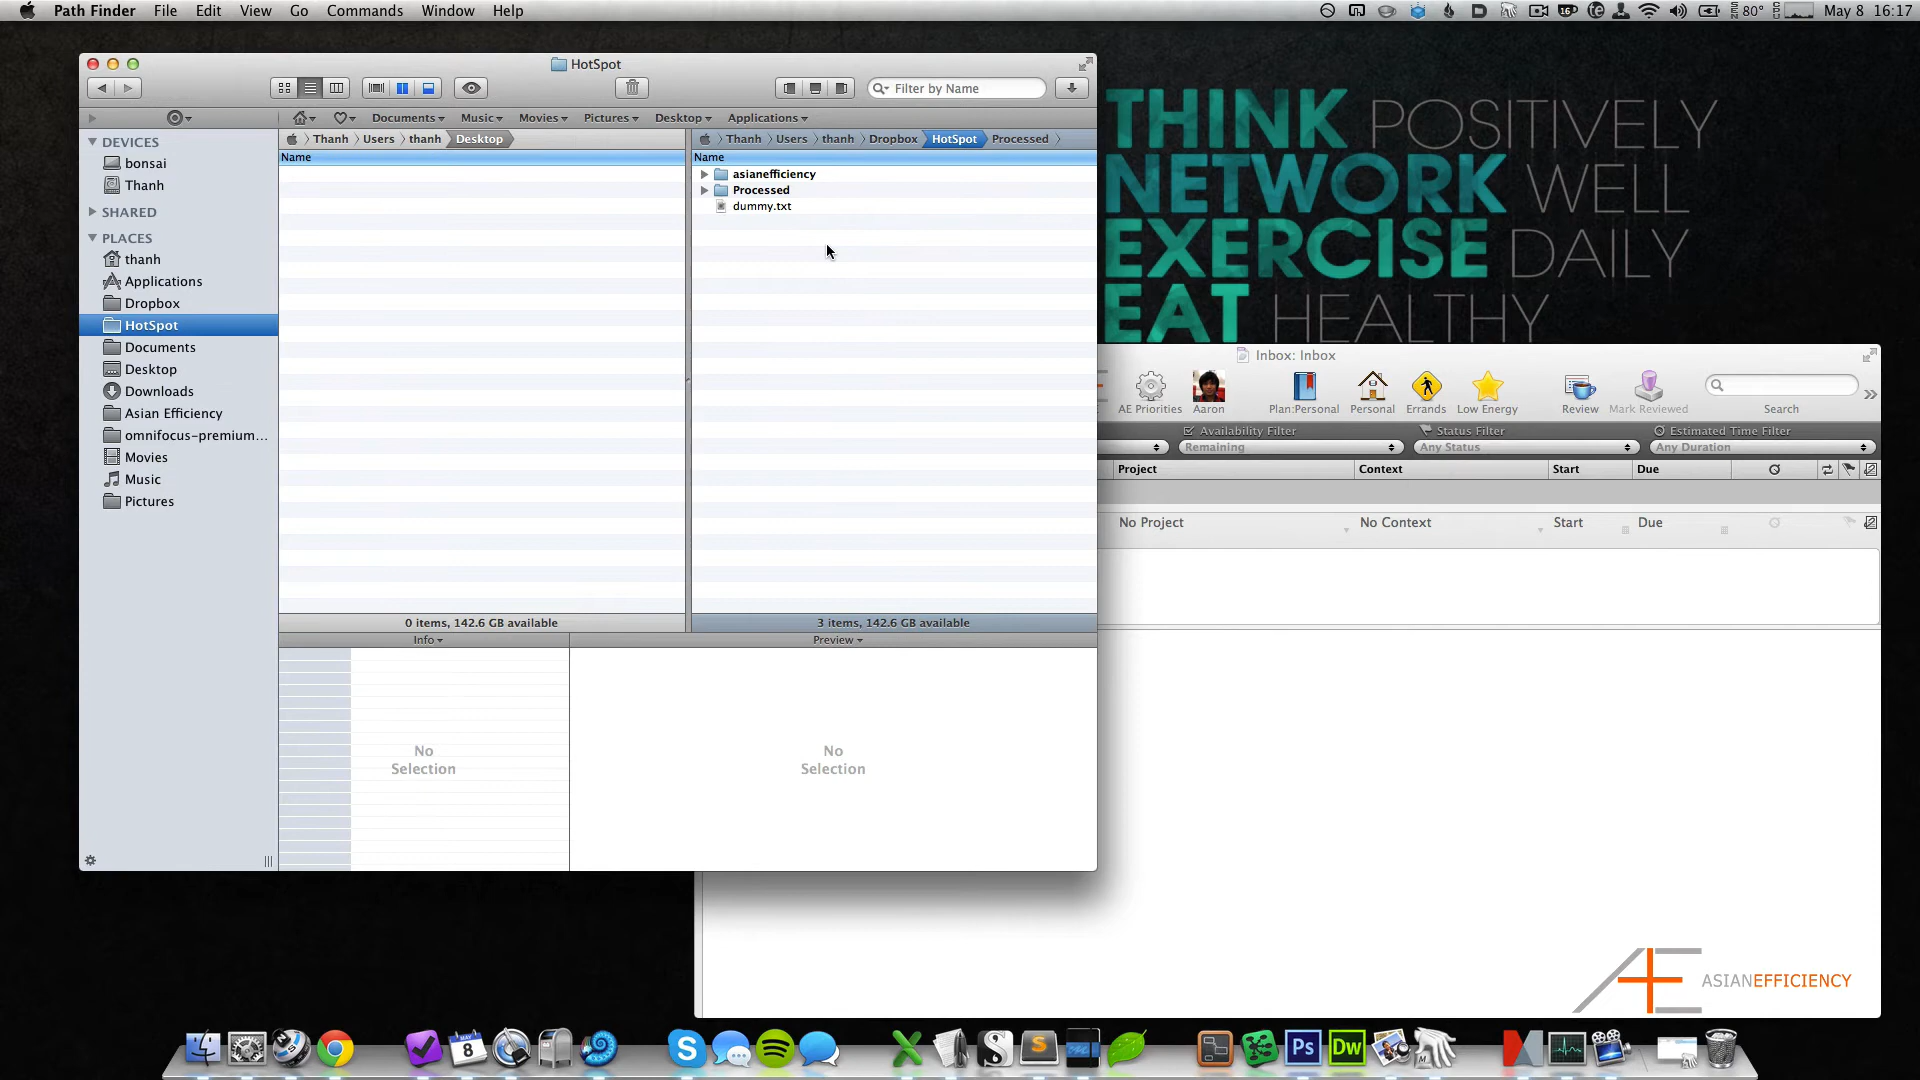 Path Finder File Edit View Go Commands Window Help
80° May 8 16:17
HotSpot
Filter by Name
Documents Music Movies Pictures Desktop Applications
DEVICES
bonsai
Thanh
SHARED
PLACES
thanh
Applications
Dropbox
HotSpot
Documents
Desktop
Downloads
Asian Efficiency
omnifocus-premium...
Movies
Music
Pictures
Thanh Users thanh Desktop
Name
0 items, 142.6 GB available
Thanh Users thanh Dropbox HotSpot Processed
Name
asianefficiency
Processed
dummy.txt
3 items, 142.6 GB available
Info
No
Selection
Preview
No
Selection
THINK POSITIVELY
NETWORK WELL
EXERCISE DAILY
EAT HEALTHY
Inbox: Inbox
AE Priorities Aaron Plan:Personal Personal Errands Low Energy Review Mark Reviewed Search
Availability Filter Status Filter Estimated Time Filter
Remaining Any Status Any Duration
Project Context Start Due
No Project No Context Start Due
ASIANEFFICIENCY
MAY
8
S
Ps
Dw